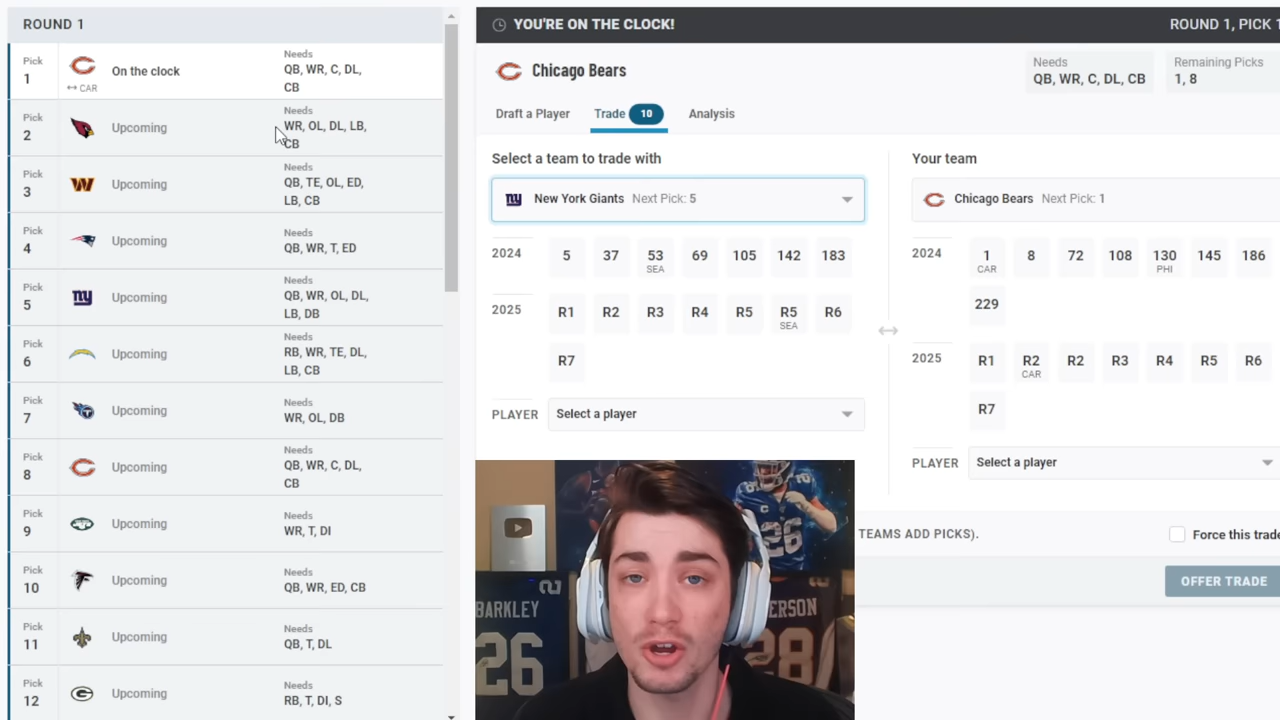 ROUND 1
Pick
1
CAR
On the clock
Needs
QB, WR, C, DL,
CB
Pick
2
Upcoming
Needs
WR, OL, DL, LB,
CB
Pick
3
Upcoming
Needs
QB, TE, OL, ED,
LB, CB
Pick
4
Upcoming
Needs
QB, WR, T, ED
Pick
5
Upcoming
Needs
QB, WR, OL, DL,
LB, DB
Pick
6
Upcoming
Needs
RB, WR, TE, DL,
LB, CB
Pick
7
Upcoming
Needs
WR, OL, DB
Pick
8
Upcoming
Needs
QB, WR, C, DL,
CB
Pick
9
Upcoming
Needs
WR, T, DI
Pick
10
Upcoming
Needs
QB, WR, ED, CB
Pick
11
Upcoming
Needs
QB, T, DL
Pick
12
Upcoming
Needs
RB, T, DI, S
YOU'RE ON THE CLOCK!
ROUND 1, PICK 1
Chicago Bears
Needs
QB, WR, C, DL, CB
Remaining Picks
1, 8
Draft a Player
Trade 10
Analysis
Select a team to trade with
ny New York Giants Next Pick: 5
2024 5 37 53 69 105 142 183
SEA
2025 R1 R2 R3 R4 R5 R5 R6
SEA
R7
PLAYER Select a player
Your team
Chicago Bears Next Pick: 1
2024 1 8 72 108 130 145 186
CAR PHI
229
2025 R1 R2 R2 R3 R4 R5 R6
CAR
R7
PLAYER Select a player
TEAMS ADD PICKS).
Force this trade
OFFER TRADE
26
BARKLEY
26
ERSON
28